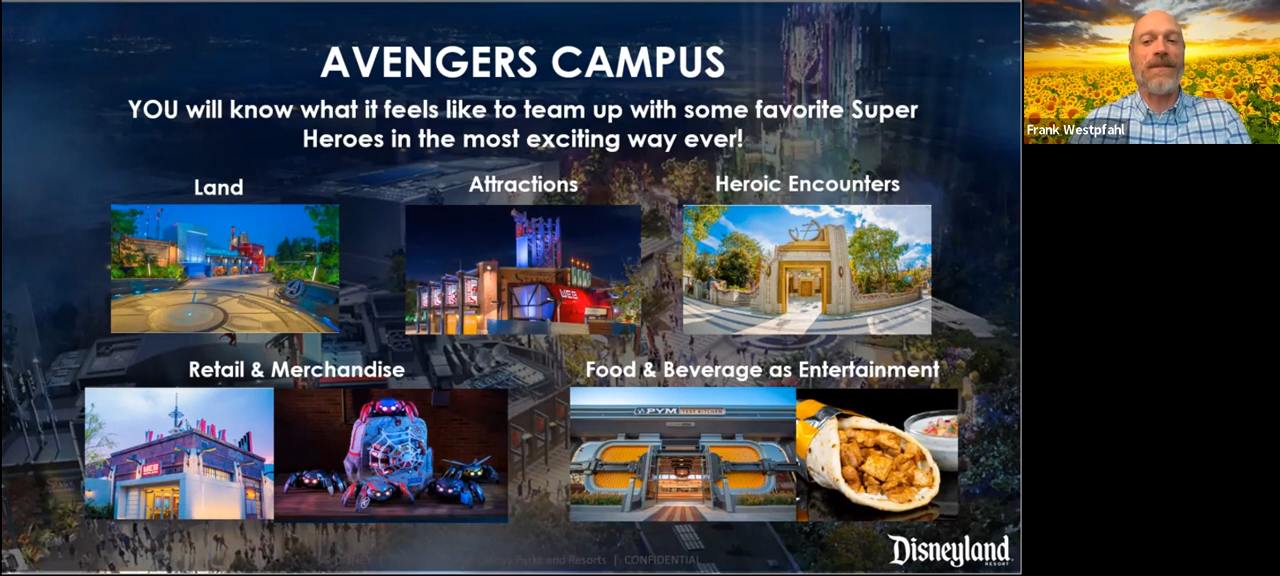 AVENGERS CAMPUS
YOU will know what it feels like to team up with some favorite Super
Heroes in the most exciting way ever!
Land
Attractions
Heroic Encounters
WEB
Retail & Merchandise
Food & Beverage as Entertainment
WEB
PYM TEST KITCHEN
Parks and Resorts | CONFIDENTIAL
Disneyland
RESORT
Frank Westpfahl